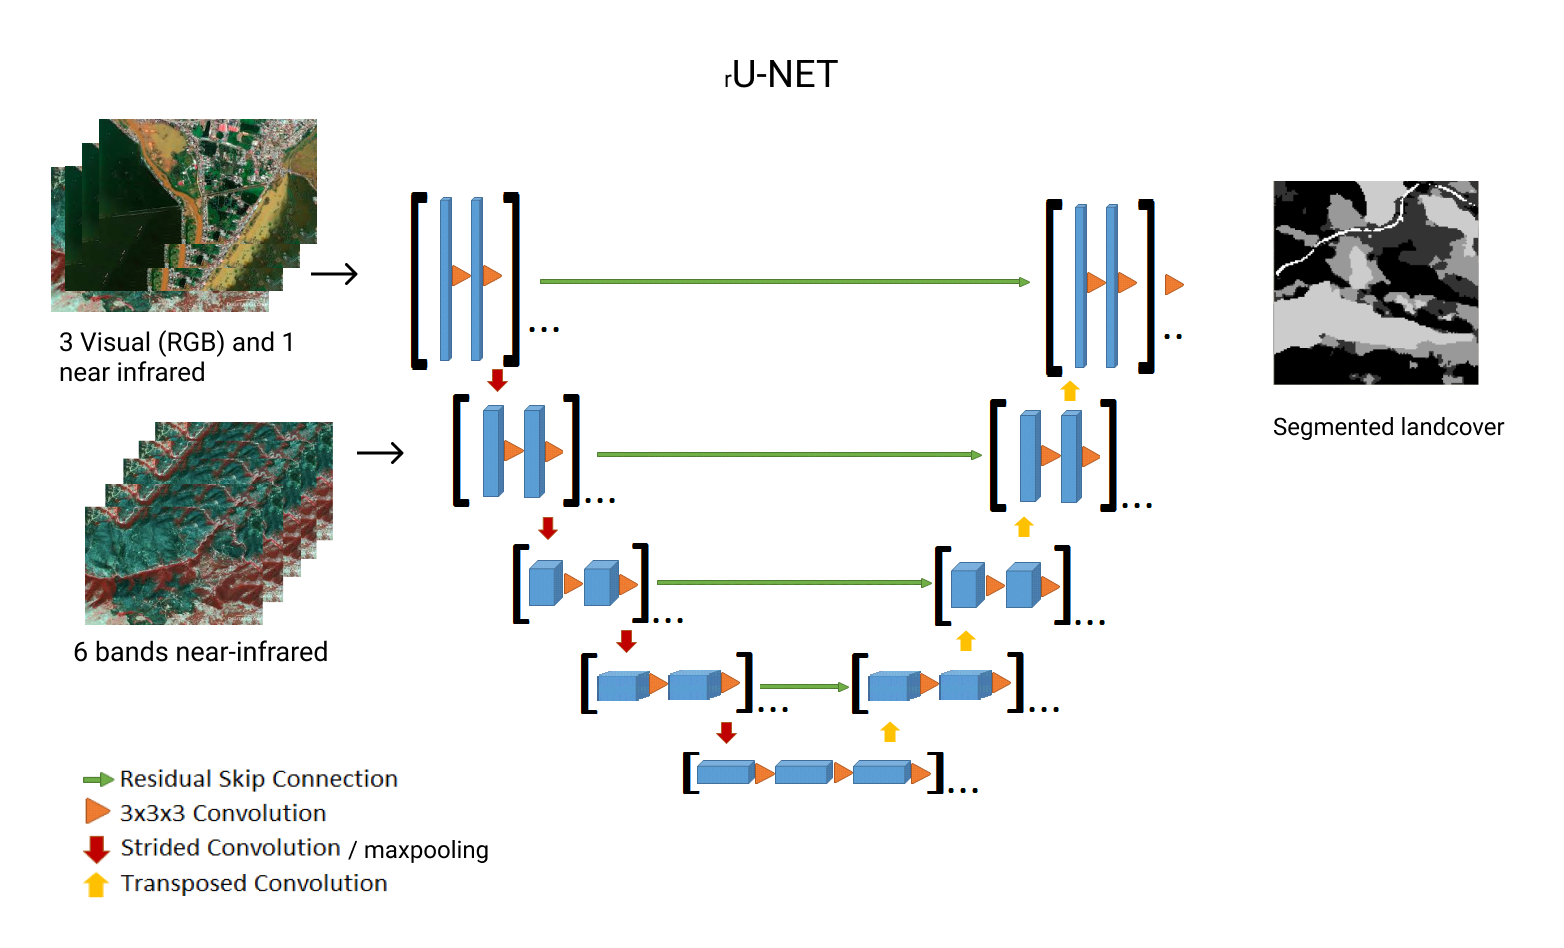 rU-NET
3 Visual (RGB) and 1
near infrared
...
..
...
...
6 bands near-infrared
...
...
...
...
...
Segmented landcover
Residual Skip Connection
3x3x3 Convolution
Strided Convolution / maxpooling
Transposed Convolution